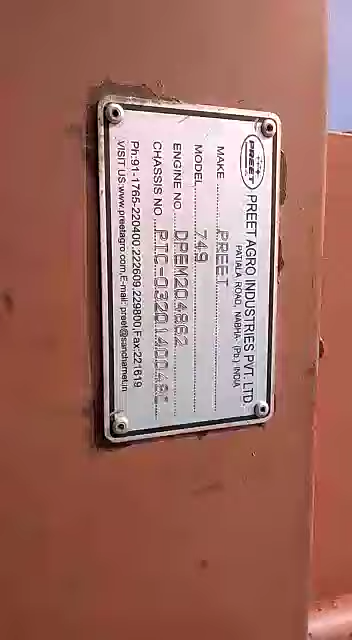 PREET
PREET AGRO INDUSTRIES PVT. LTD.
PATIALA ROAD, NABHA- (Pb.) INDIA
MAKE PREET
MODEL 749
ENGINE NO
CHASSIS NO
Ph:91-1765-220400,222609,229800,Fax:221619
VISIT US:www.preetagro.com,E-mail: preet@sancharnet.in